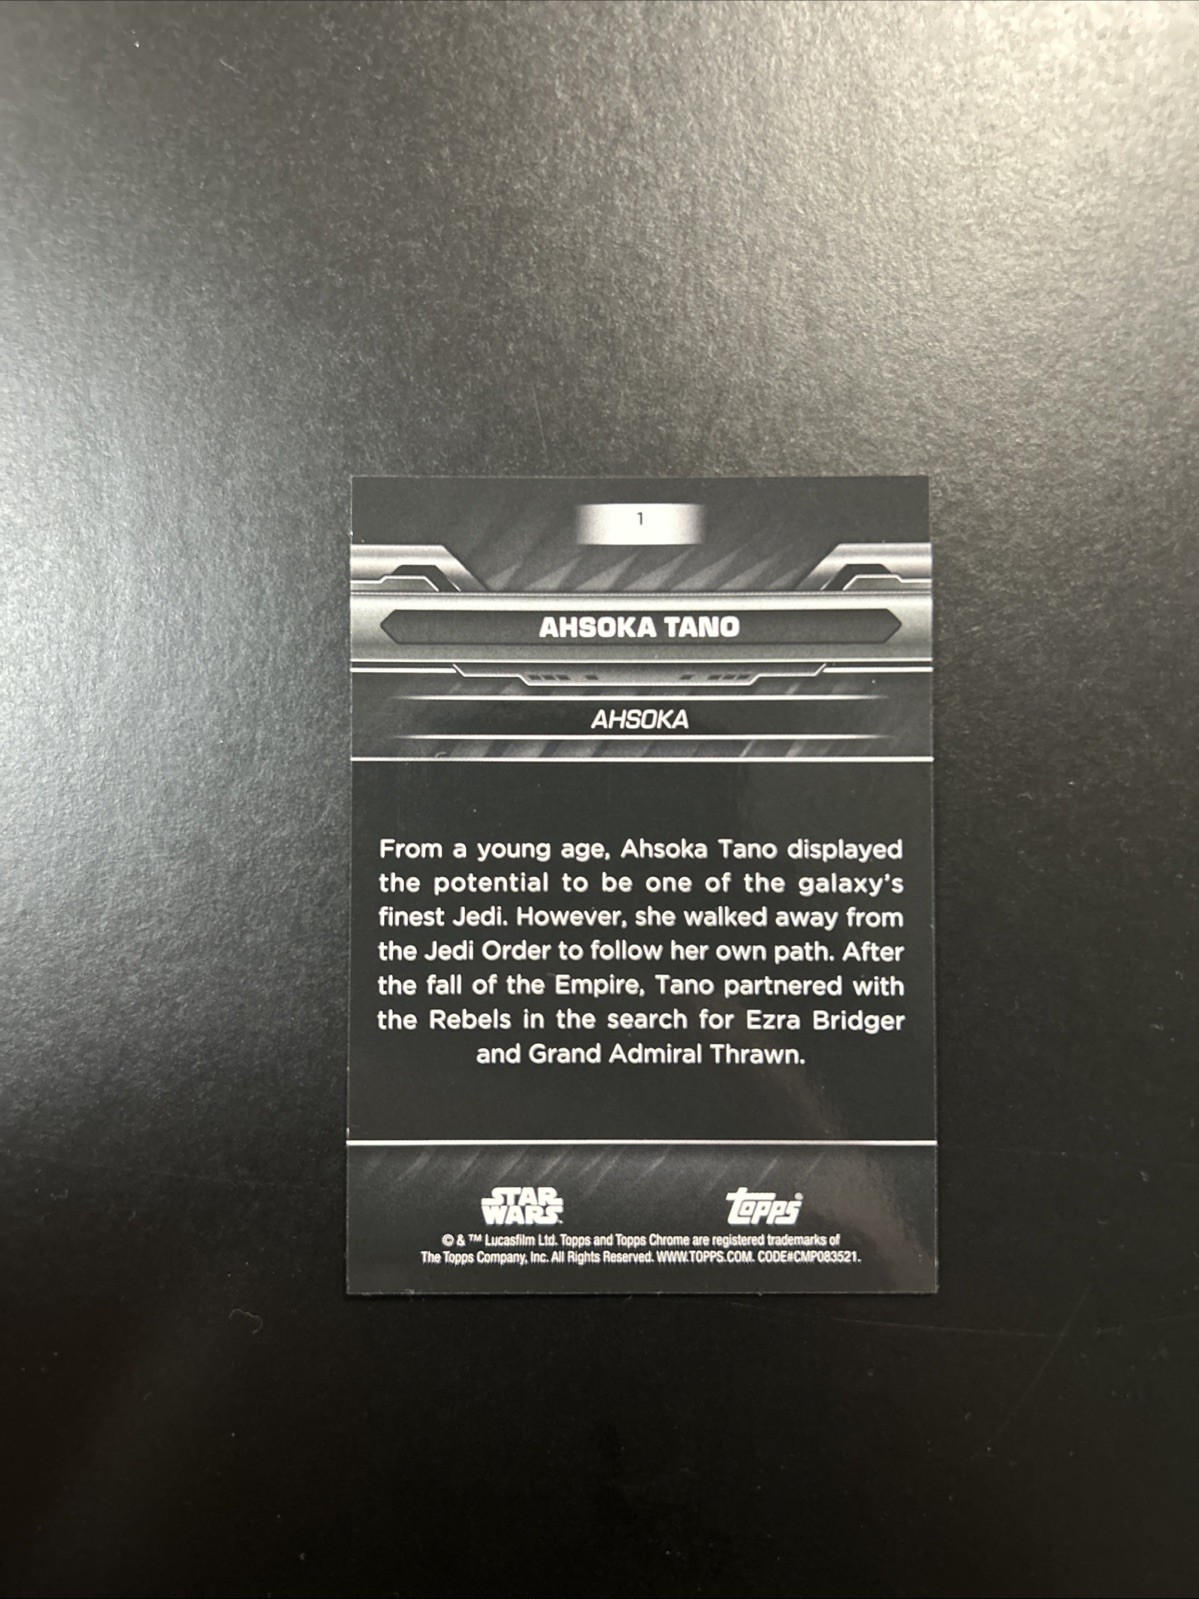 1
AHSOKA TANO
AHSOKA
From a young age, Ahsoka Tano displayed
the potential to be one of the galaxy's
finest Jedi. However, she walked away from
the Jedi Order to follow her own path. After
the fall of the Empire, Tano partnered with
the Rebels in the search for Ezra Bridger
and Grand Admiral Thrawn.
STAR WARS
Topps
© & ™ Lucasfilm Ltd. Topps and Topps Chrome are registered trademarks of
The Topps Company, Inc. All Rights Reserved. WWW.TOPPS.COM. CODE#CMP083521.